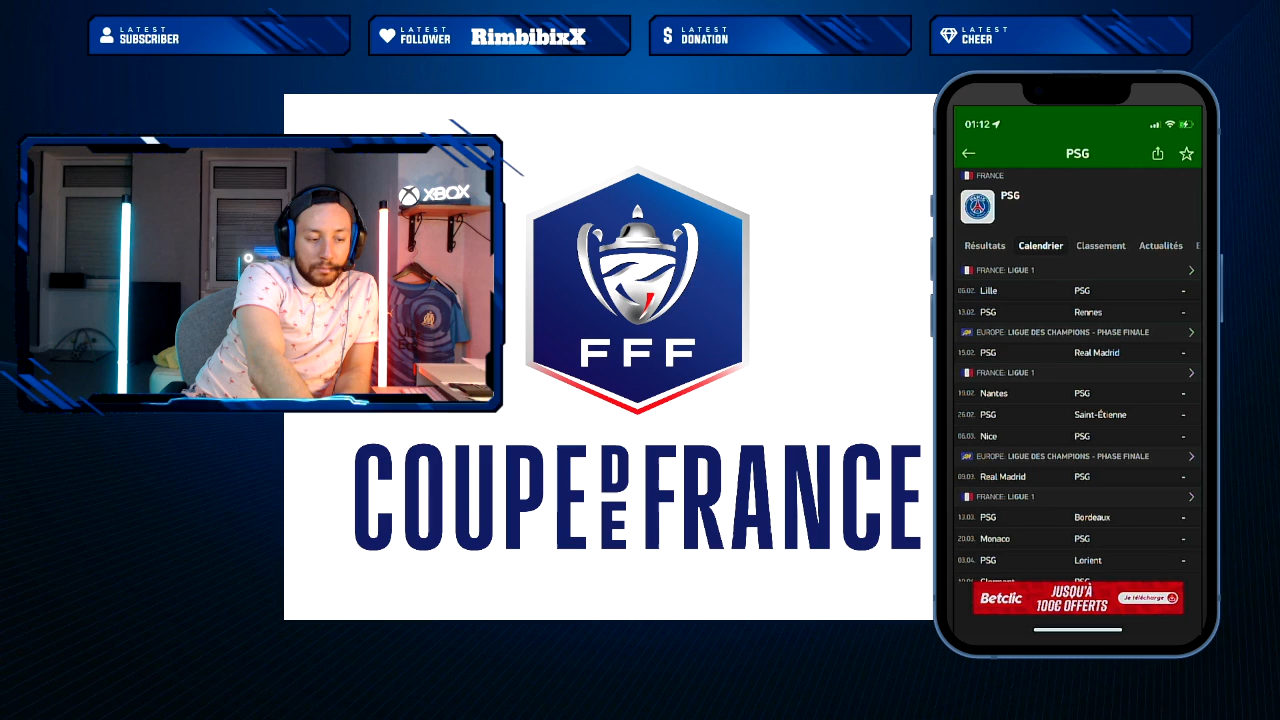 LATEST
SUBSCRIBER
LATEST
FOLLOWER
RimbibixX
LATEST
DONATION
LATEST
CHEER
XBOX
FFF
COUPE DE FRANCE
01:12
PSG
FRANCE
PSG
Résultats Calendrier Classement Actualités
FRANCE: LIGUE 1
06.02. Lille PSG -
13.02. PSG Rennes -
EUROPE: LIGUE DES CHAMPIONS - PHASE FINALE
15.02. PSG Real Madrid -
FRANCE: LIGUE 1
19.02. Nantes PSG -
26.02. PSG Saint-Étienne -
06.03. Nice PSG -
EUROPE: LIGUE DES CHAMPIONS - PHASE FINALE
09.03. Real Madrid PSG -
FRANCE: LIGUE 1
13.03. PSG Bordeaux -
20.03. Monaco PSG -
03.04. PSG Lorient -
Betclic
JUSQU'À
100€ OFFERTS
Je télécharge